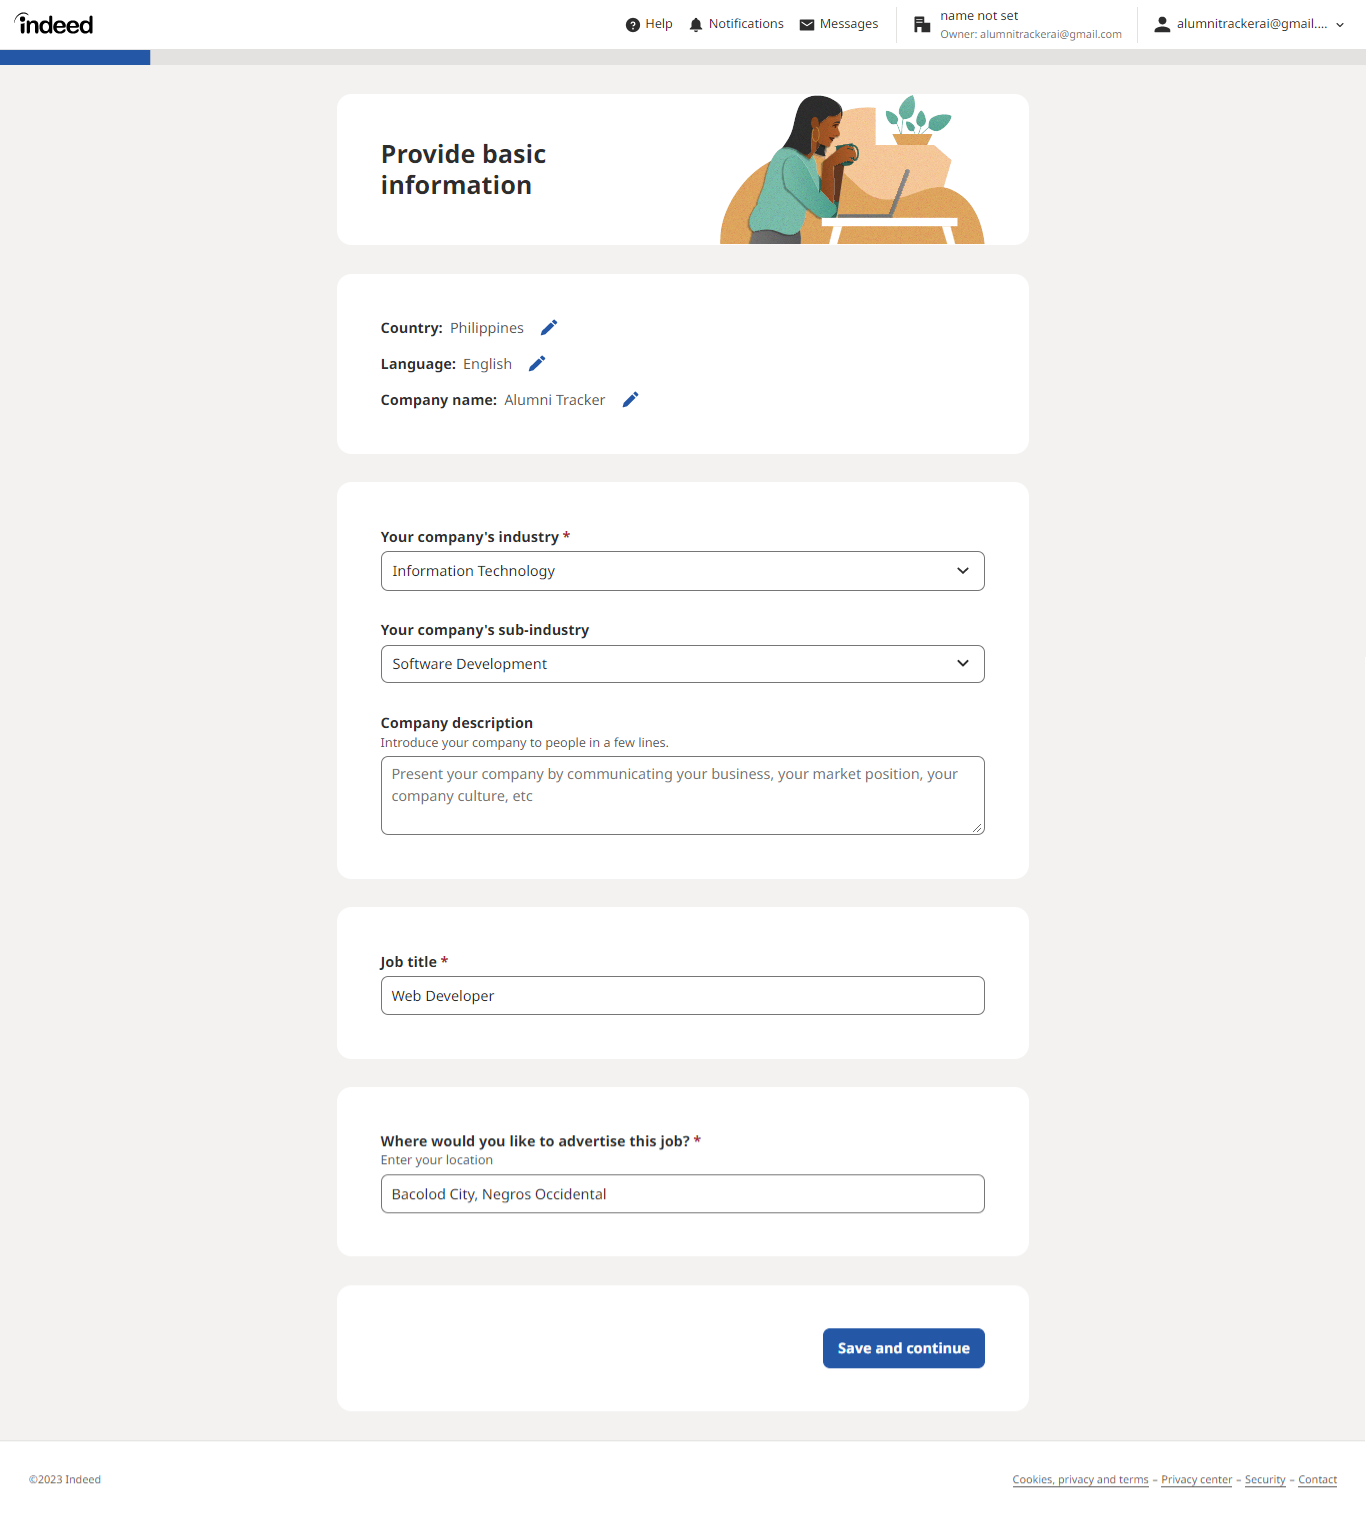 indeed
Help
Notifications
Messages
name not set
Owner: alumnitrackerai@gmail.com
alumnitrackerai@gmail....
Provide basic
information
Country: Philippines
Language: English
Company name: Alumni Tracker
Your company's industry *
Information Technology
Your company's sub-industry
Software Development
Company description
Introduce your company to people in a few lines.
Present your company by communicating your business, your market position, your
company culture, etc
Job title *
Web Developer
Where would you like to advertise this job? *
Enter your location
Bacolod City, Negros Occidental
Save and continue
©2023 Indeed
Cookies, privacy and terms – Privacy center – Security – Contact